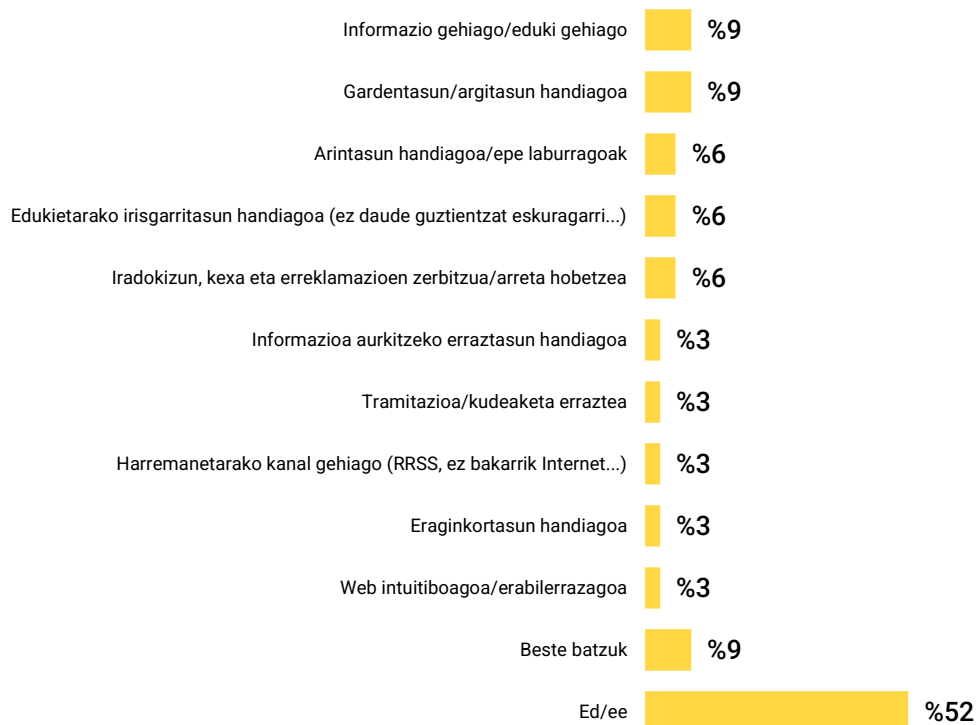 Informazio gehiago/eduki gehiago %9
Gardentasun/argitasun handiagoa %9
Arintasun handiagoa/epe laburragoak %6
Edukietarako irisgarritasun handiagoa (ez daude guztientzat eskuragarri...) %6
Iradokizun, kexa eta erreklamazioen zerbitzua/arreta hobetzea %6
Informazioa aurkitzeko erraztasun handiagoa %3
Tramitazioa/kudeaketa erraztea %3
Harremanetarako kanal gehiago (RRSS, ez bakarrik Internet...) %3
Eraginkortasun handiagoa %3
Web intuitiboagoa/erabilerrazagoa %3
Beste batzuk %9
Ed/ee %52